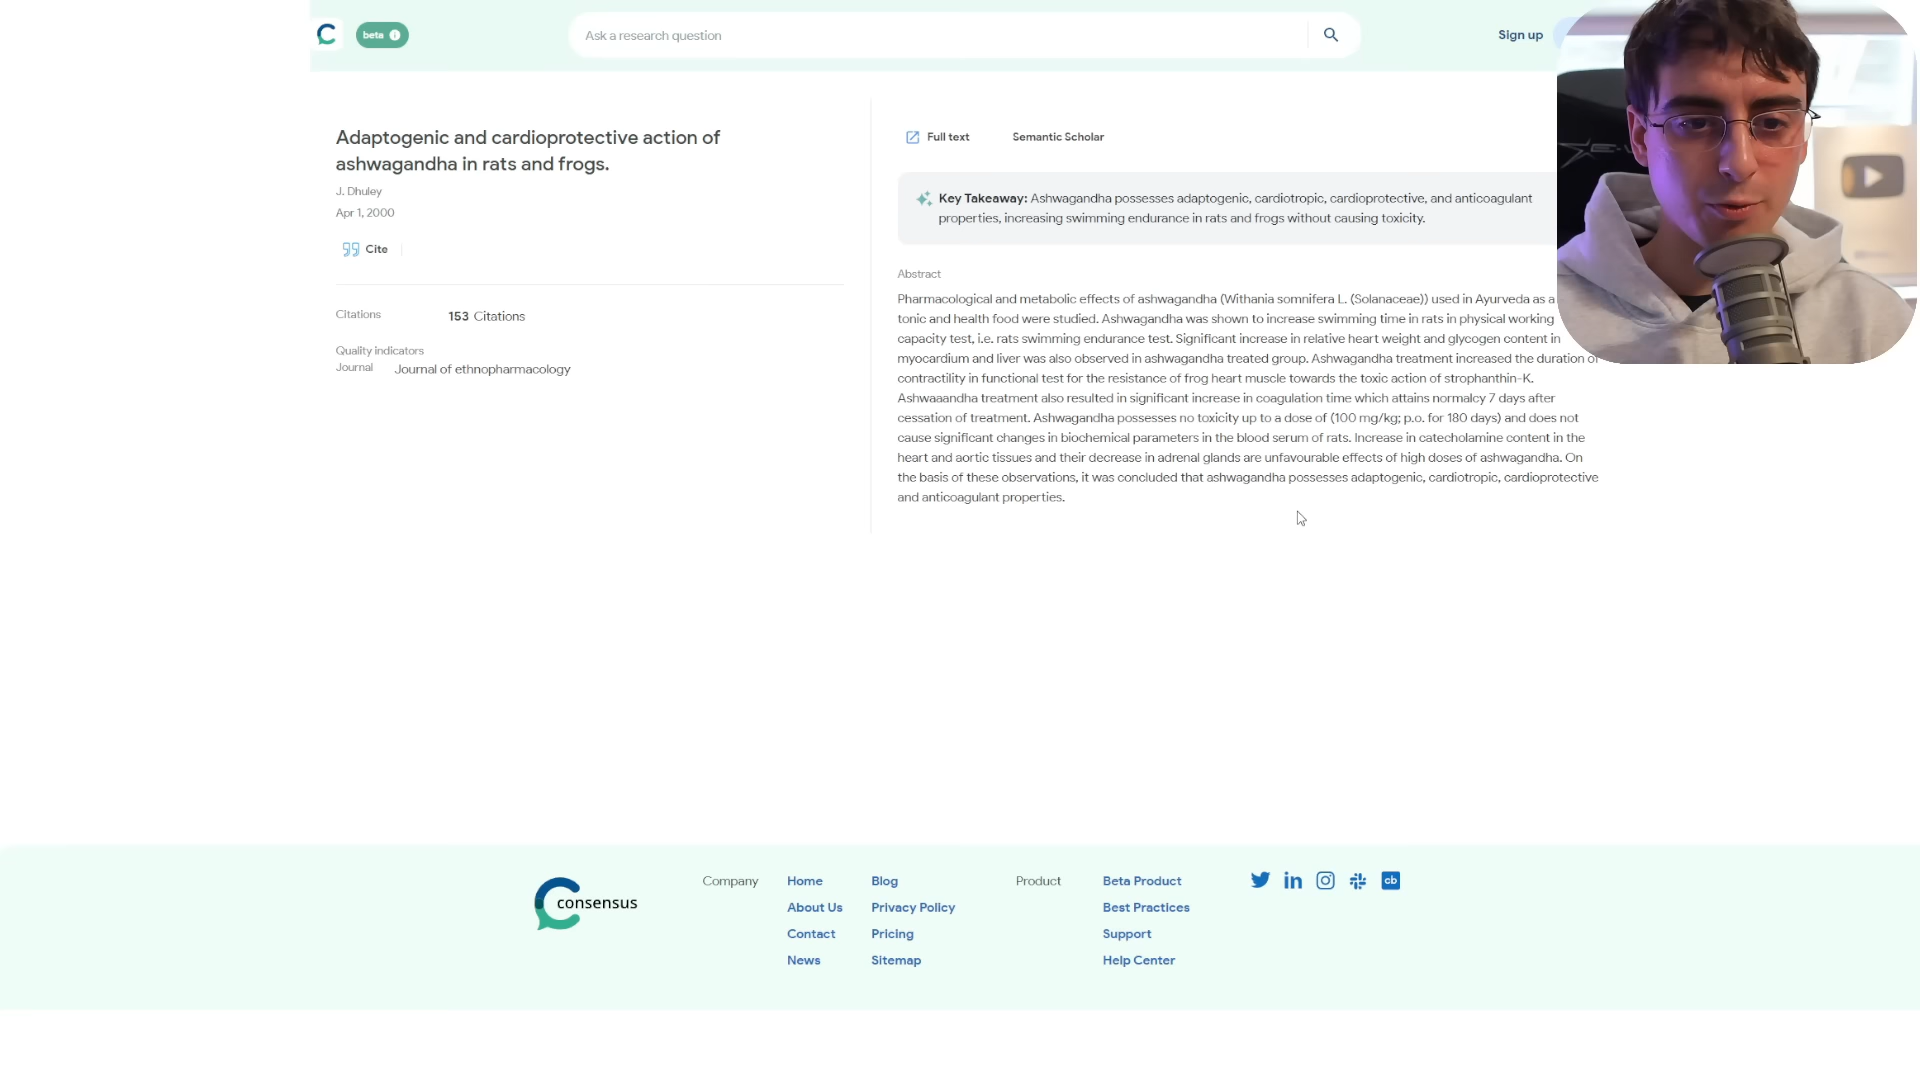 beta
Ask a research question
Sign up
Adaptogenic and cardioprotective action of
ashwagandha in rats and frogs.
J. Dhuley
Apr 1, 2000
Cite
Citations
153 Citations
Quality indicators
Journal
Journal of ethnopharmacology
Full text
Semantic Scholar
Key Takeaway: Ashwagandha possesses adaptogenic, cardiotropic, cardioprotective, and anticoagulant
properties, increasing swimming endurance in rats and frogs without causing toxicity.
Abstract
Pharmacological and metabolic effects of ashwagandha (Withania somnifera L. (Solanaceae)) used in Ayurveda as a
tonic and health food were studied. Ashwagandha was shown to increase swimming time in rats in physical working
capacity test, i.e. rats swimming endurance test. Significant increase in relative heart weight and glycogen content in
myocardium and liver was also observed in ashwagandha treated group. Ashwagandha treatment increased the duration of
contractility in functional test for the resistance of frog heart muscle towards the toxic action of strophanthin-K.
Ashwaaandha treatment also resulted in significant increase in coagulation time which attains normalcy 7 days after
cessation of treatment. Ashwagandha possesses no toxicity up to a dose of (100 mg/kg; p.o. for 180 days) and does not
cause significant changes in biochemical parameters in the blood serum of rats. Increase in catecholamine content in the
heart and aortic tissues and their decrease in adrenal glands are unfavourable effects of high doses of ashwagandha. On
the basis of these observations, it was concluded that ashwagandha possesses adaptogenic, cardiotropic, cardioprotective
and anticoagulant properties.
consensus
Company
Home
About Us
Contact
News
Blog
Privacy Policy
Pricing
Sitemap
Product
Beta Product
Best Practices
Support
Help Center
cb